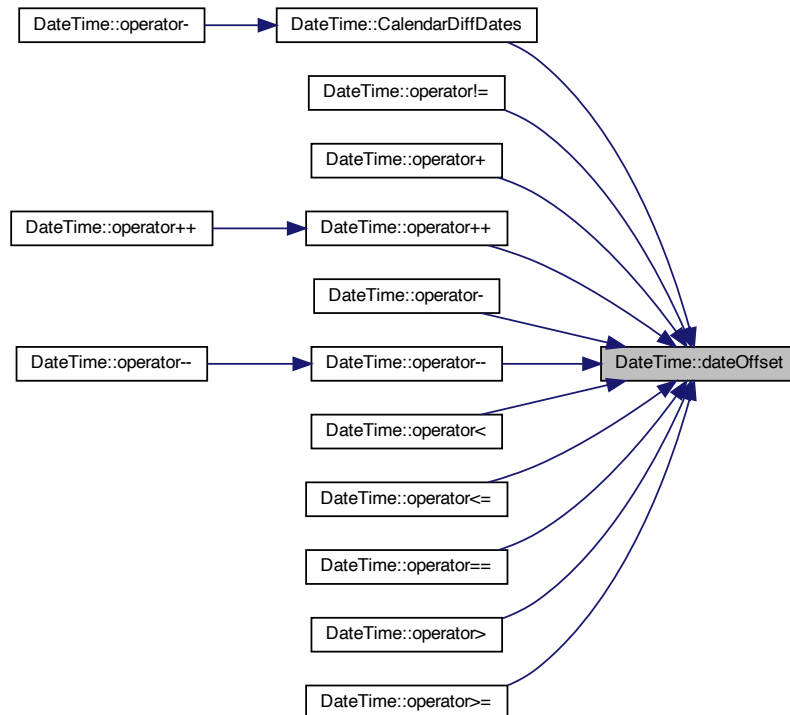 DateTime::operator-
DateTime::CalendarDiffDates
DateTime::operator!=
DateTime::operator+
DateTime::operator++
DateTime::operator++
DateTime::operator-
DateTime::operator--
DateTime::operator--
DateTime::dateOffset
DateTime::operator<
DateTime::operator<=
DateTime::operator==
DateTime::operator>
DateTime::operator>=